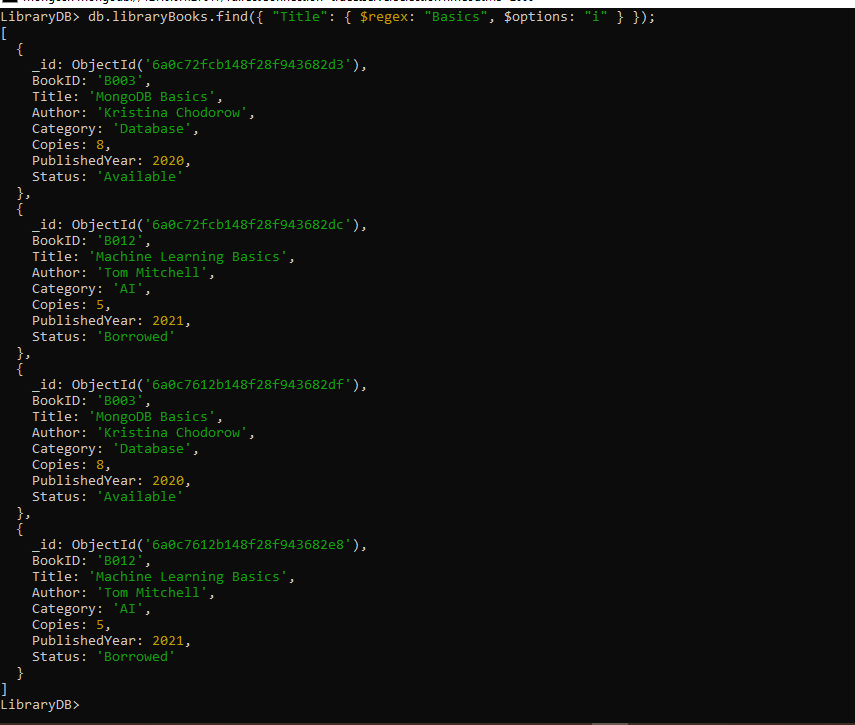 LibraryDB> db.libraryBooks.find({ "Title": { $regex: "Basics", $options: "i" } });
[
  {
    _id: ObjectId('6a0c72fcb148f28f943682d3'),
    BookID: 'B003',
    Title: 'MongoDB Basics',
    Author: 'Kristina Chodorow',
    Category: 'Database',
    Copies: 8,
    PublishedYear: 2020,
    Status: 'Available'
  },
  {
    _id: ObjectId('6a0c72fcb148f28f943682dc'),
    BookID: 'B012',
    Title: 'Machine Learning Basics',
    Author: 'Tom Mitchell',
    Category: 'AI',
    Copies: 5,
    PublishedYear: 2021,
    Status: 'Borrowed'
  },
  {
    _id: ObjectId('6a0c7612b148f28f943682df'),
    BookID: 'B003',
    Title: 'MongoDB Basics',
    Author: 'Kristina Chodorow',
    Category: 'Database',
    Copies: 8,
    PublishedYear: 2020,
    Status: 'Available'
  },
  {
    _id: ObjectId('6a0c7612b148f28f943682e8'),
    BookID: 'B012',
    Title: 'Machine Learning Basics',
    Author: 'Tom Mitchell',
    Category: 'AI',
    Copies: 5,
    PublishedYear: 2021,
    Status: 'Borrowed'
  }
]
LibraryDB>